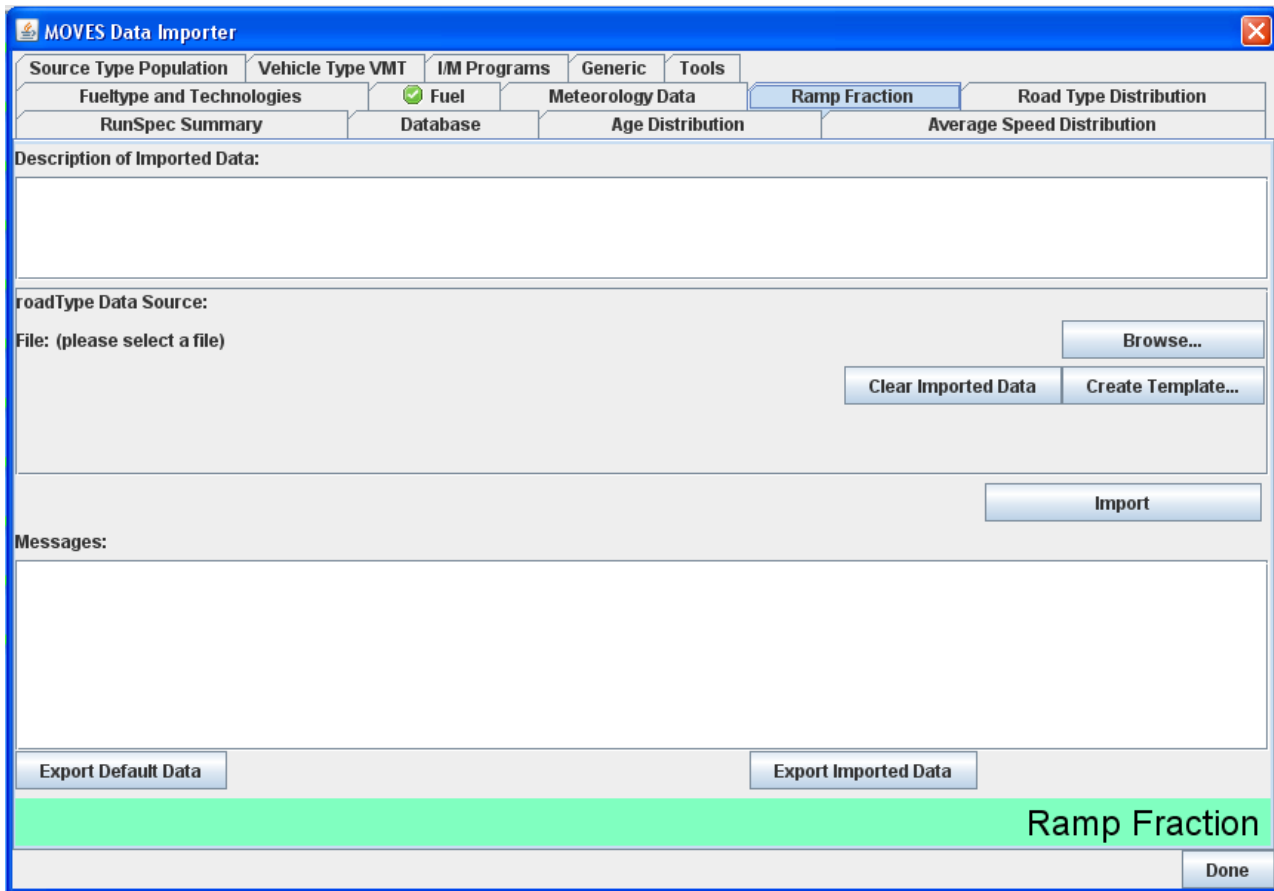 MOVES Data Importer
Source Type Population Vehicle Type VMT I/M Programs Generic Tools
Fueltype and Technologies Fuel Meteorology Data Ramp Fraction Road Type Distribution
RunSpec Summary Database Age Distribution Average Speed Distribution
Description of Imported Data:
roadType Data Source:
File: (please select a file) Browse...
Clear Imported Data Create Template...
Import
Messages:
Export Default Data Export Imported Data
Ramp Fraction
Done